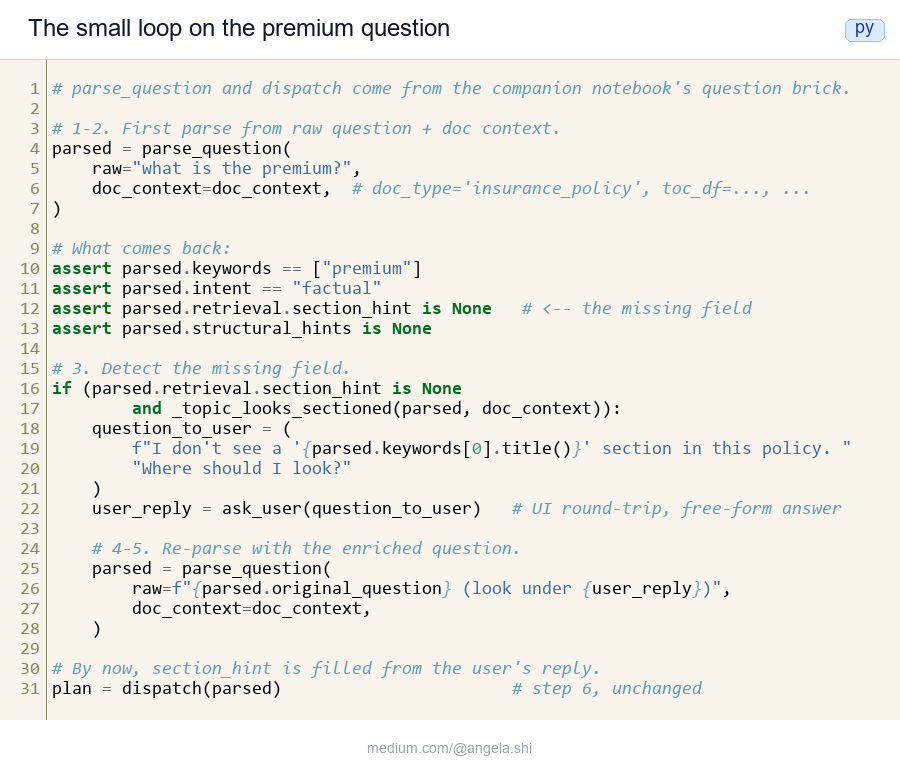 The small loop on the premium question
py
1 # parse_question and dispatch come from the companion notebook's question brick.
2
3 # 1-2. First parse from raw question + doc context.
4 parsed = parse_question(
5     raw="what is the premium?",
6     doc_context=doc_context,  # doc_type='insurance_policy', toc_df=..., ...
7 )
8
9 # What comes back:
10 assert parsed.keywords == ["premium"]
11 assert parsed.intent == "factual"
12 assert parsed.retrieval.section_hint is None   # <-- the missing field
13 assert parsed.structural_hints is None
14
15 # 3. Detect the missing field.
16 if (parsed.retrieval.section_hint is None
17         and _topic_looks_sectioned(parsed, doc_context)):
18     question_to_user = (
19         f"I don't see a '{parsed.keywords[0].title()}' section in this policy. "
20         "Where should I look?"
21     )
22     user_reply = ask_user(question_to_user)   # UI round-trip, free-form answer
23
24     # 4-5. Re-parse with the enriched question.
25     parsed = parse_question(
26         raw=f"{parsed.original_question} (look under {user_reply})",
27         doc_context=doc_context,
28     )
29
30 # By now, section_hint is filled from the user's reply.
31 plan = dispatch(parsed)                       # step 6, unchanged
medium.com/@angela.shi